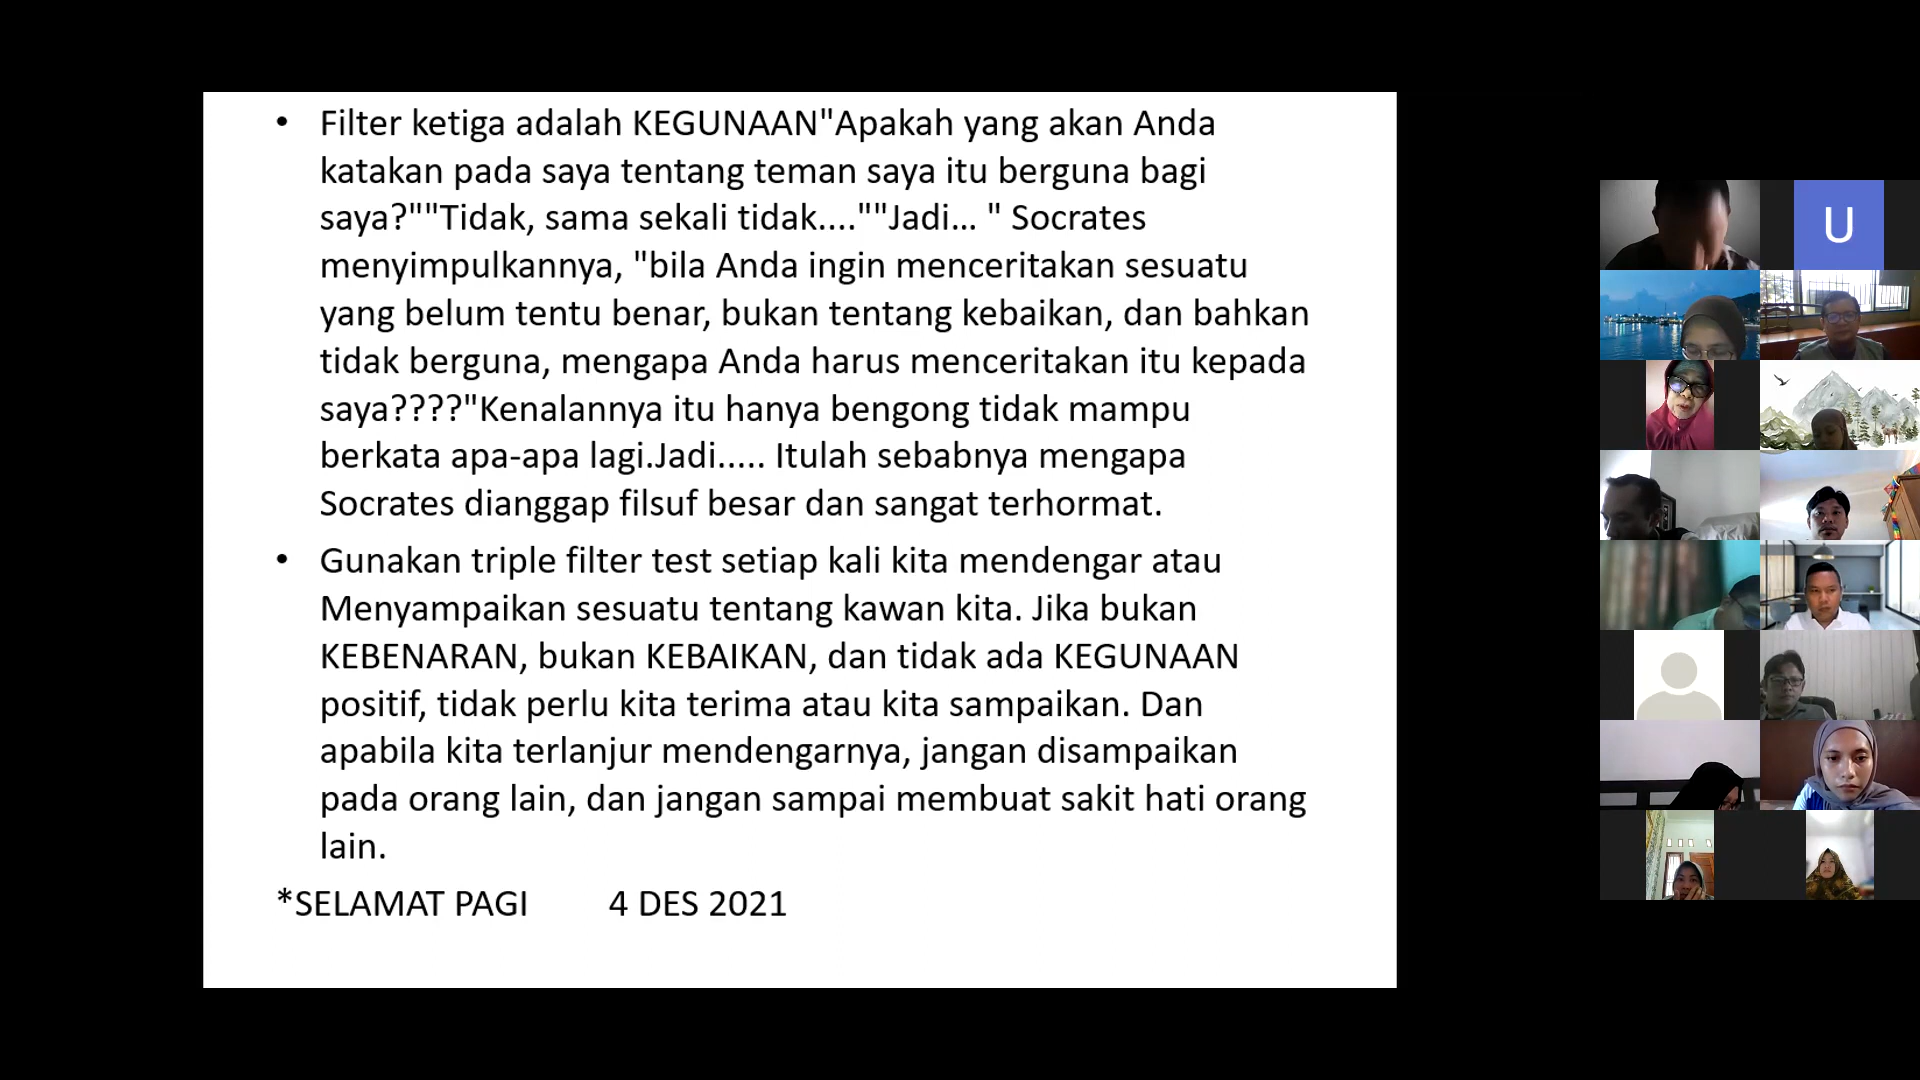 • Filter ketiga adalah KEGUNAAN"Apakah yang akan Anda
katakan pada saya tentang teman saya itu berguna bagi
saya?""Tidak, sama sekali tidak....""Jadi... " Socrates
menyimpulkannya, "bila Anda ingin menceritakan sesuatu
yang belum tentu benar, bukan tentang kebaikan, dan bahkan
tidak berguna, mengapa Anda harus menceritakan itu kepada
saya????"Kenalannya itu hanya bengong tidak mampu
berkata apa-apa lagi.Jadi..... Itulah sebabnya mengapa
Socrates dianggap filsuf besar dan sangat terhormat.
• Gunakan triple filter test setiap kali kita mendengar atau
Menyampaikan sesuatu tentang kawan kita. Jika bukan
KEBENARAN, bukan KEBAIKAN, dan tidak ada KEGUNAAN
positif, tidak perlu kita terima atau kita sampaikan. Dan
apabila kita terlanjur mendengarnya, jangan disampaikan
pada orang lain, dan jangan sampai membuat sakit hati orang
lain.
*SELAMAT PAGI 4 DES 2021
U